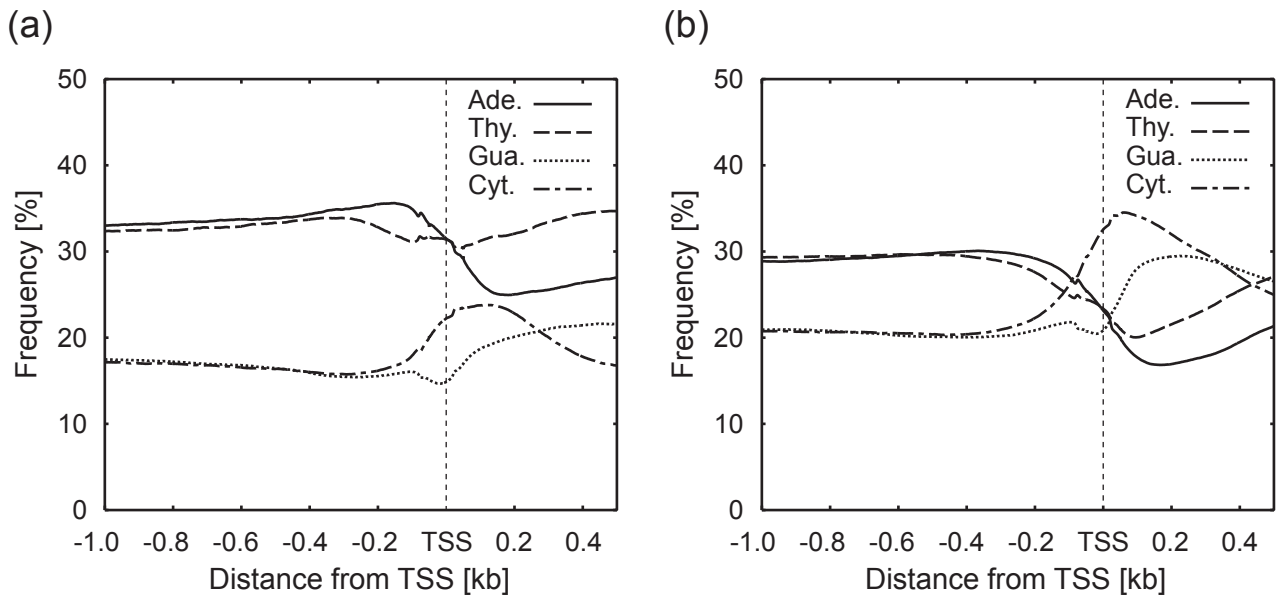 (a)
50
40
30
20
10
0
Frequency [%]
Ade.
Thy.
Gua.
Cyt.
-1.0 -0.8 -0.6 -0.4 -0.2 TSS 0.2 0.4
Distance from TSS [kb]
(b)
50
40
30
20
10
0
Frequency [%]
Ade.
Thy.
Gua.
Cyt.
-1.0 -0.8 -0.6 -0.4 -0.2 TSS 0.2 0.4
Distance from TSS [kb]